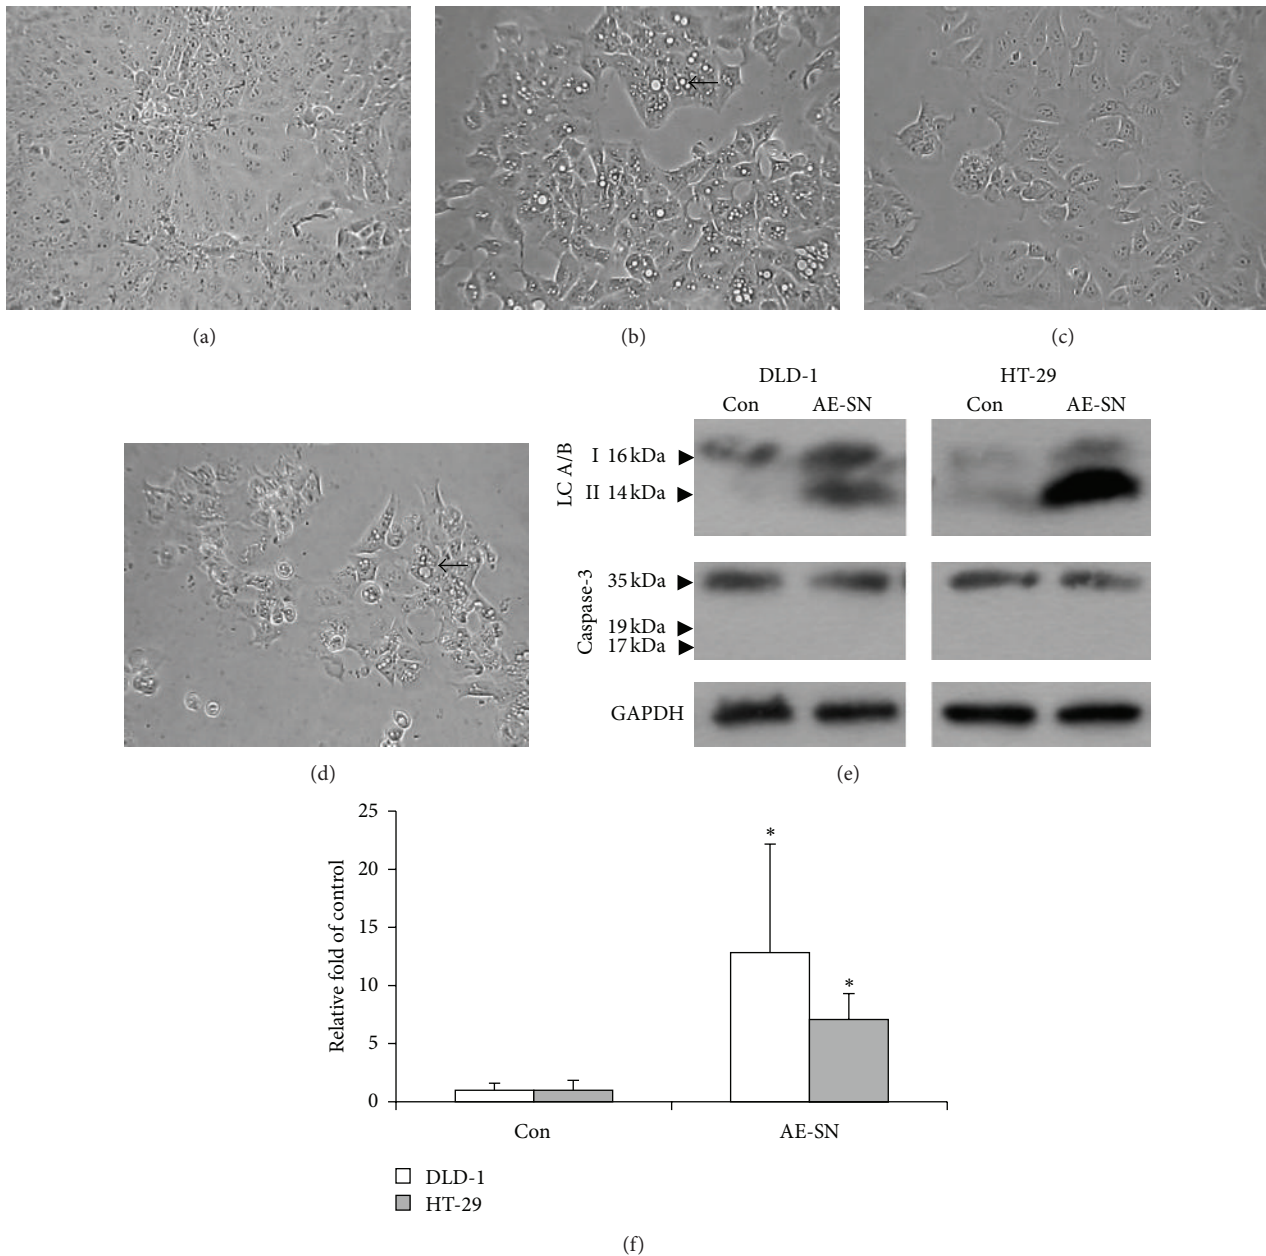 (a)
(b)
(c)
(d)
DLD-1
HT-29
Con
AE-SN
Con
AE-SN
LC A/B
I 16 kDa
II 14 kDa
Caspase-3
35 kDa
19 kDa
17 kDa
GAPDH
(e)
Relative fold of control
25
20
15
10
5
0
*
*
Con
AE-SN
DLD-1
HT-29
(f)